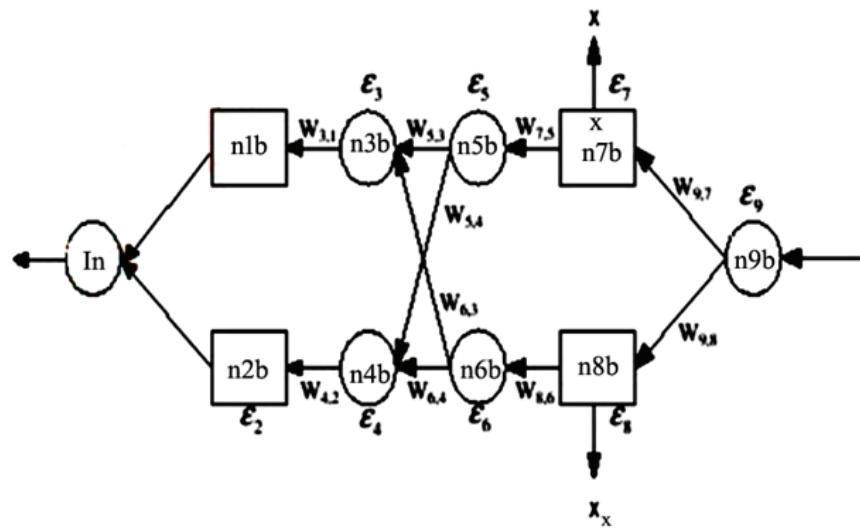 x
ε₃ ε₅ ε₇
n1b W₃,₁ n3b W₅,₃ n5b W₇,₅ x
n7b
W₉,₇
W₅,₄
ε₉
In n9b
W₆,₃
W₉,₈
n2b W₄,₂ n4b W₆,₄ n6b W₈,₆ n8b
ε₂ ε₄ ε₆ ε₈
xₓ